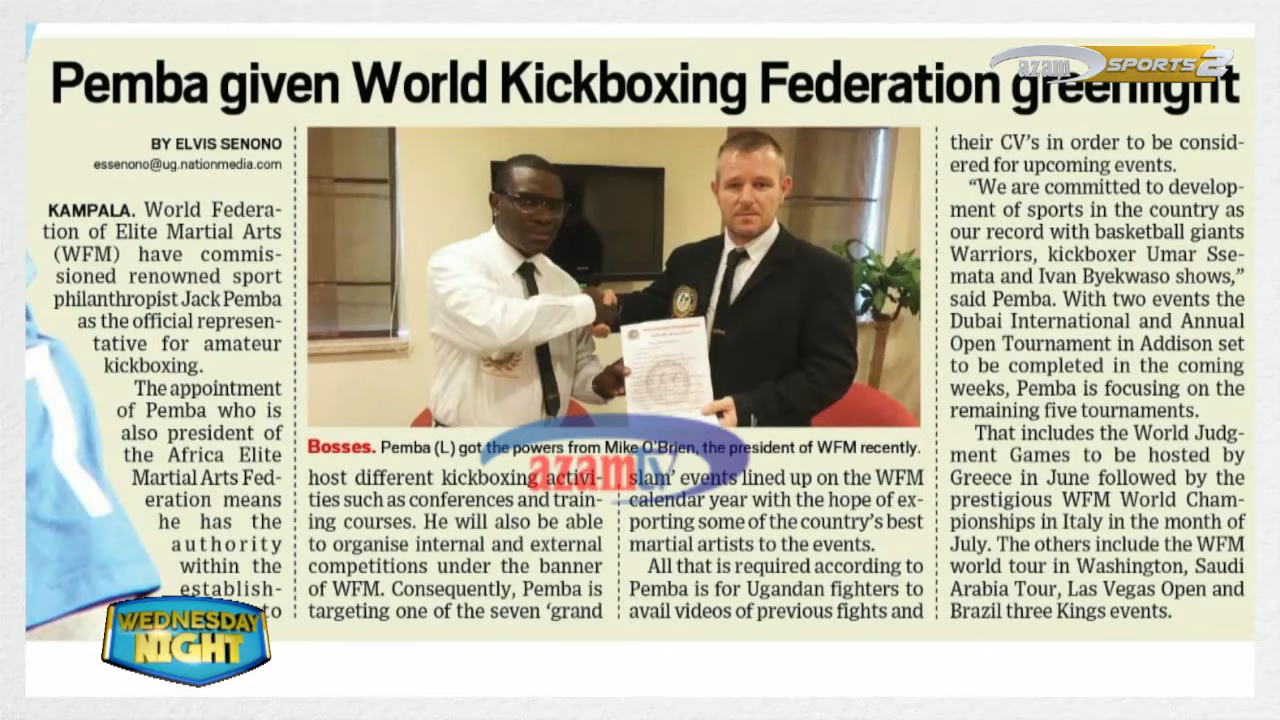 azam SPORTS 2
Pemba given World Kickboxing Federation greenlight
BY ELVIS SENONO
essenono@ug.nationmedia.com
KAMPALA. World Federa-
tion of Elite Martial Arts
(WFM) have commis-
sioned renowned sport
philanthropist Jack Pemba
as the official represen-
tative for amateur
kickboxing.
The appointment
of Pemba who is
also president of
the Africa Elite
Martial Arts Fed-
eration means
he has the
authority
within the
establish-
to
Bosses. Pemba (L) got the powers from Mike O'Brien, the president of WFM recently.
azam tv
host different kickboxing activi-
ties such as conferences and train-
ing courses. He will also be able
to organise internal and external
competitions under the banner
of WFM. Consequently, Pemba is
targeting one of the seven ‘grand
slam’ events lined up on the WFM
calendar year with the hope of ex-
porting some of the country’s best
martial artists to the events.
All that is required according to
Pemba is for Ugandan fighters to
avail videos of previous fights and
their CV’s in order to be consid-
ered for upcoming events.
“We are committed to develop-
ment of sports in the country as
our record with basketball giants
Warriors, kickboxer Umar Sse-
mata and Ivan Byekwaso shows,”
said Pemba. With two events the
Dubai International and Annual
Open Tournament in Addison set
to be completed in the coming
weeks, Pemba is focusing on the
remaining five tournaments.
That includes the World Judg-
ment Games to be hosted by
Greece in June followed by the
prestigious WFM World Cham-
pionships in Italy in the month of
July. The others include the WFM
world tour in Washington, Saudi
Arabia Tour, Las Vegas Open and
Brazil three Kings events.
WEDNESDAY
NIGHT